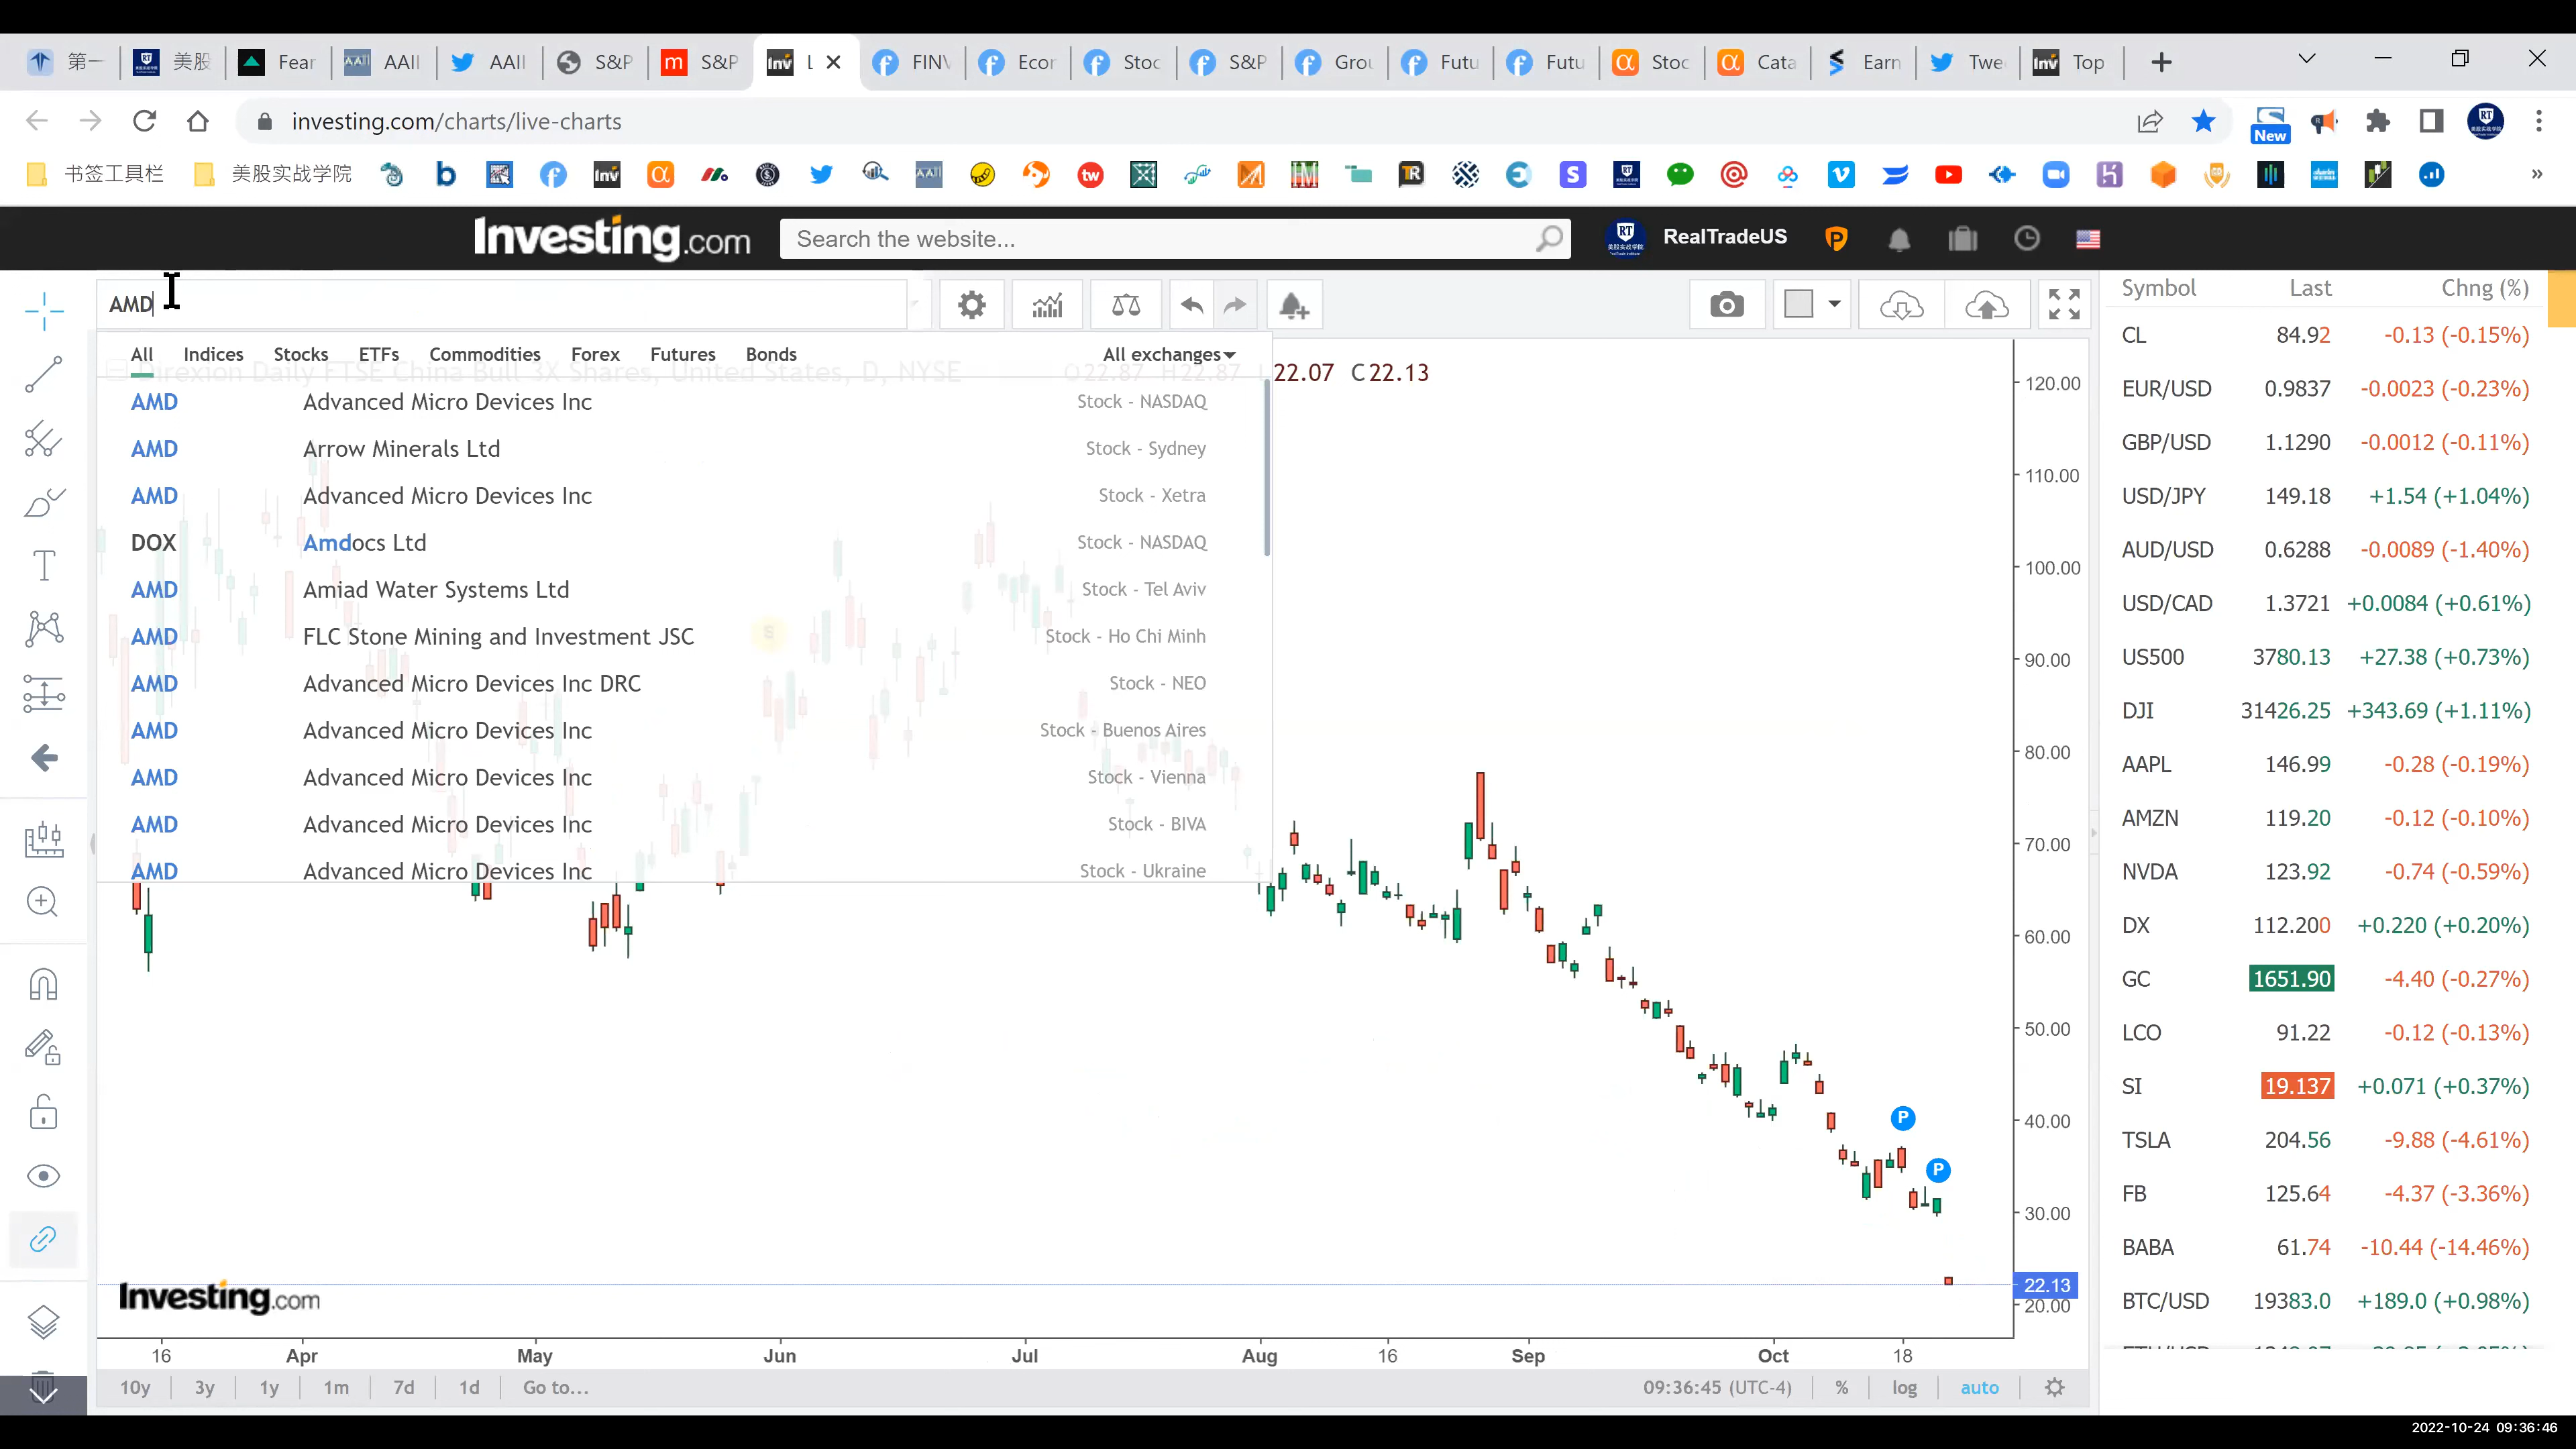 第一 美股 Fear AAII AAII S&P S&P L FINV Econ Stoc S&P Grou Futu Futu Stoc Cata Earn Twe Top
investing.com/charts/live-charts
New
书签工具栏 美股实战学院
Investing.com Search the website... RealTradeUS
AMD
Symbol Last Chng (%)
All Indices Stocks ETFs Commodities Forex Futures Bonds All exchanges
Direxion Daily FTSE China Bull 3X Shares, United States, D, NYSE O22.87 H22.87 22.07 C22.13
AMD Advanced Micro Devices Inc Stock - NASDAQ
AMD Arrow Minerals Ltd Stock - Sydney
AMD Advanced Micro Devices Inc Stock - Xetra
DOX Amdocs Ltd Stock - NASDAQ
AMD Amiad Water Systems Ltd Stock - Tel Aviv
AMD FLC Stone Mining and Investment JSC Stock - Ho Chi Minh
AMD Advanced Micro Devices Inc DRC Stock - NEO
AMD Advanced Micro Devices Inc Stock - Buenos Aires
AMD Advanced Micro Devices Inc Stock - Vienna
AMD Advanced Micro Devices Inc Stock - BIVA
AMD Advanced Micro Devices Inc Stock - Ukraine
120.00
110.00
100.00
90.00
80.00
70.00
60.00
50.00
40.00
30.00
22.13
20.00
P
P
CL 84.92 -0.13 (-0.15%)
EUR/USD 0.9837 -0.0023 (-0.23%)
GBP/USD 1.1290 -0.0012 (-0.11%)
USD/JPY 149.18 +1.54 (+1.04%)
AUD/USD 0.6288 -0.0089 (-1.40%)
USD/CAD 1.3721 +0.0084 (+0.61%)
US500 3780.13 +27.38 (+0.73%)
DJI 31426.25 +343.69 (+1.11%)
AAPL 146.99 -0.28 (-0.19%)
AMZN 119.20 -0.12 (-0.10%)
NVDA 123.92 -0.74 (-0.59%)
DX 112.200 +0.220 (+0.20%)
GC 1651.90 -4.40 (-0.27%)
LCO 91.22 -0.12 (-0.13%)
SI 19.137 +0.071 (+0.37%)
TSLA 204.56 -9.88 (-4.61%)
FB 125.64 -4.37 (-3.36%)
BABA 61.74 -10.44 (-14.46%)
BTC/USD 19383.0 +189.0 (+0.98%)
Investing.com
16 Apr May Jun Jul Aug 16 Sep Oct 18
10y 3y 1y 1m 7d 1d Go to... 09:36:45 (UTC-4) % log auto
2022-10-24 09:36:46